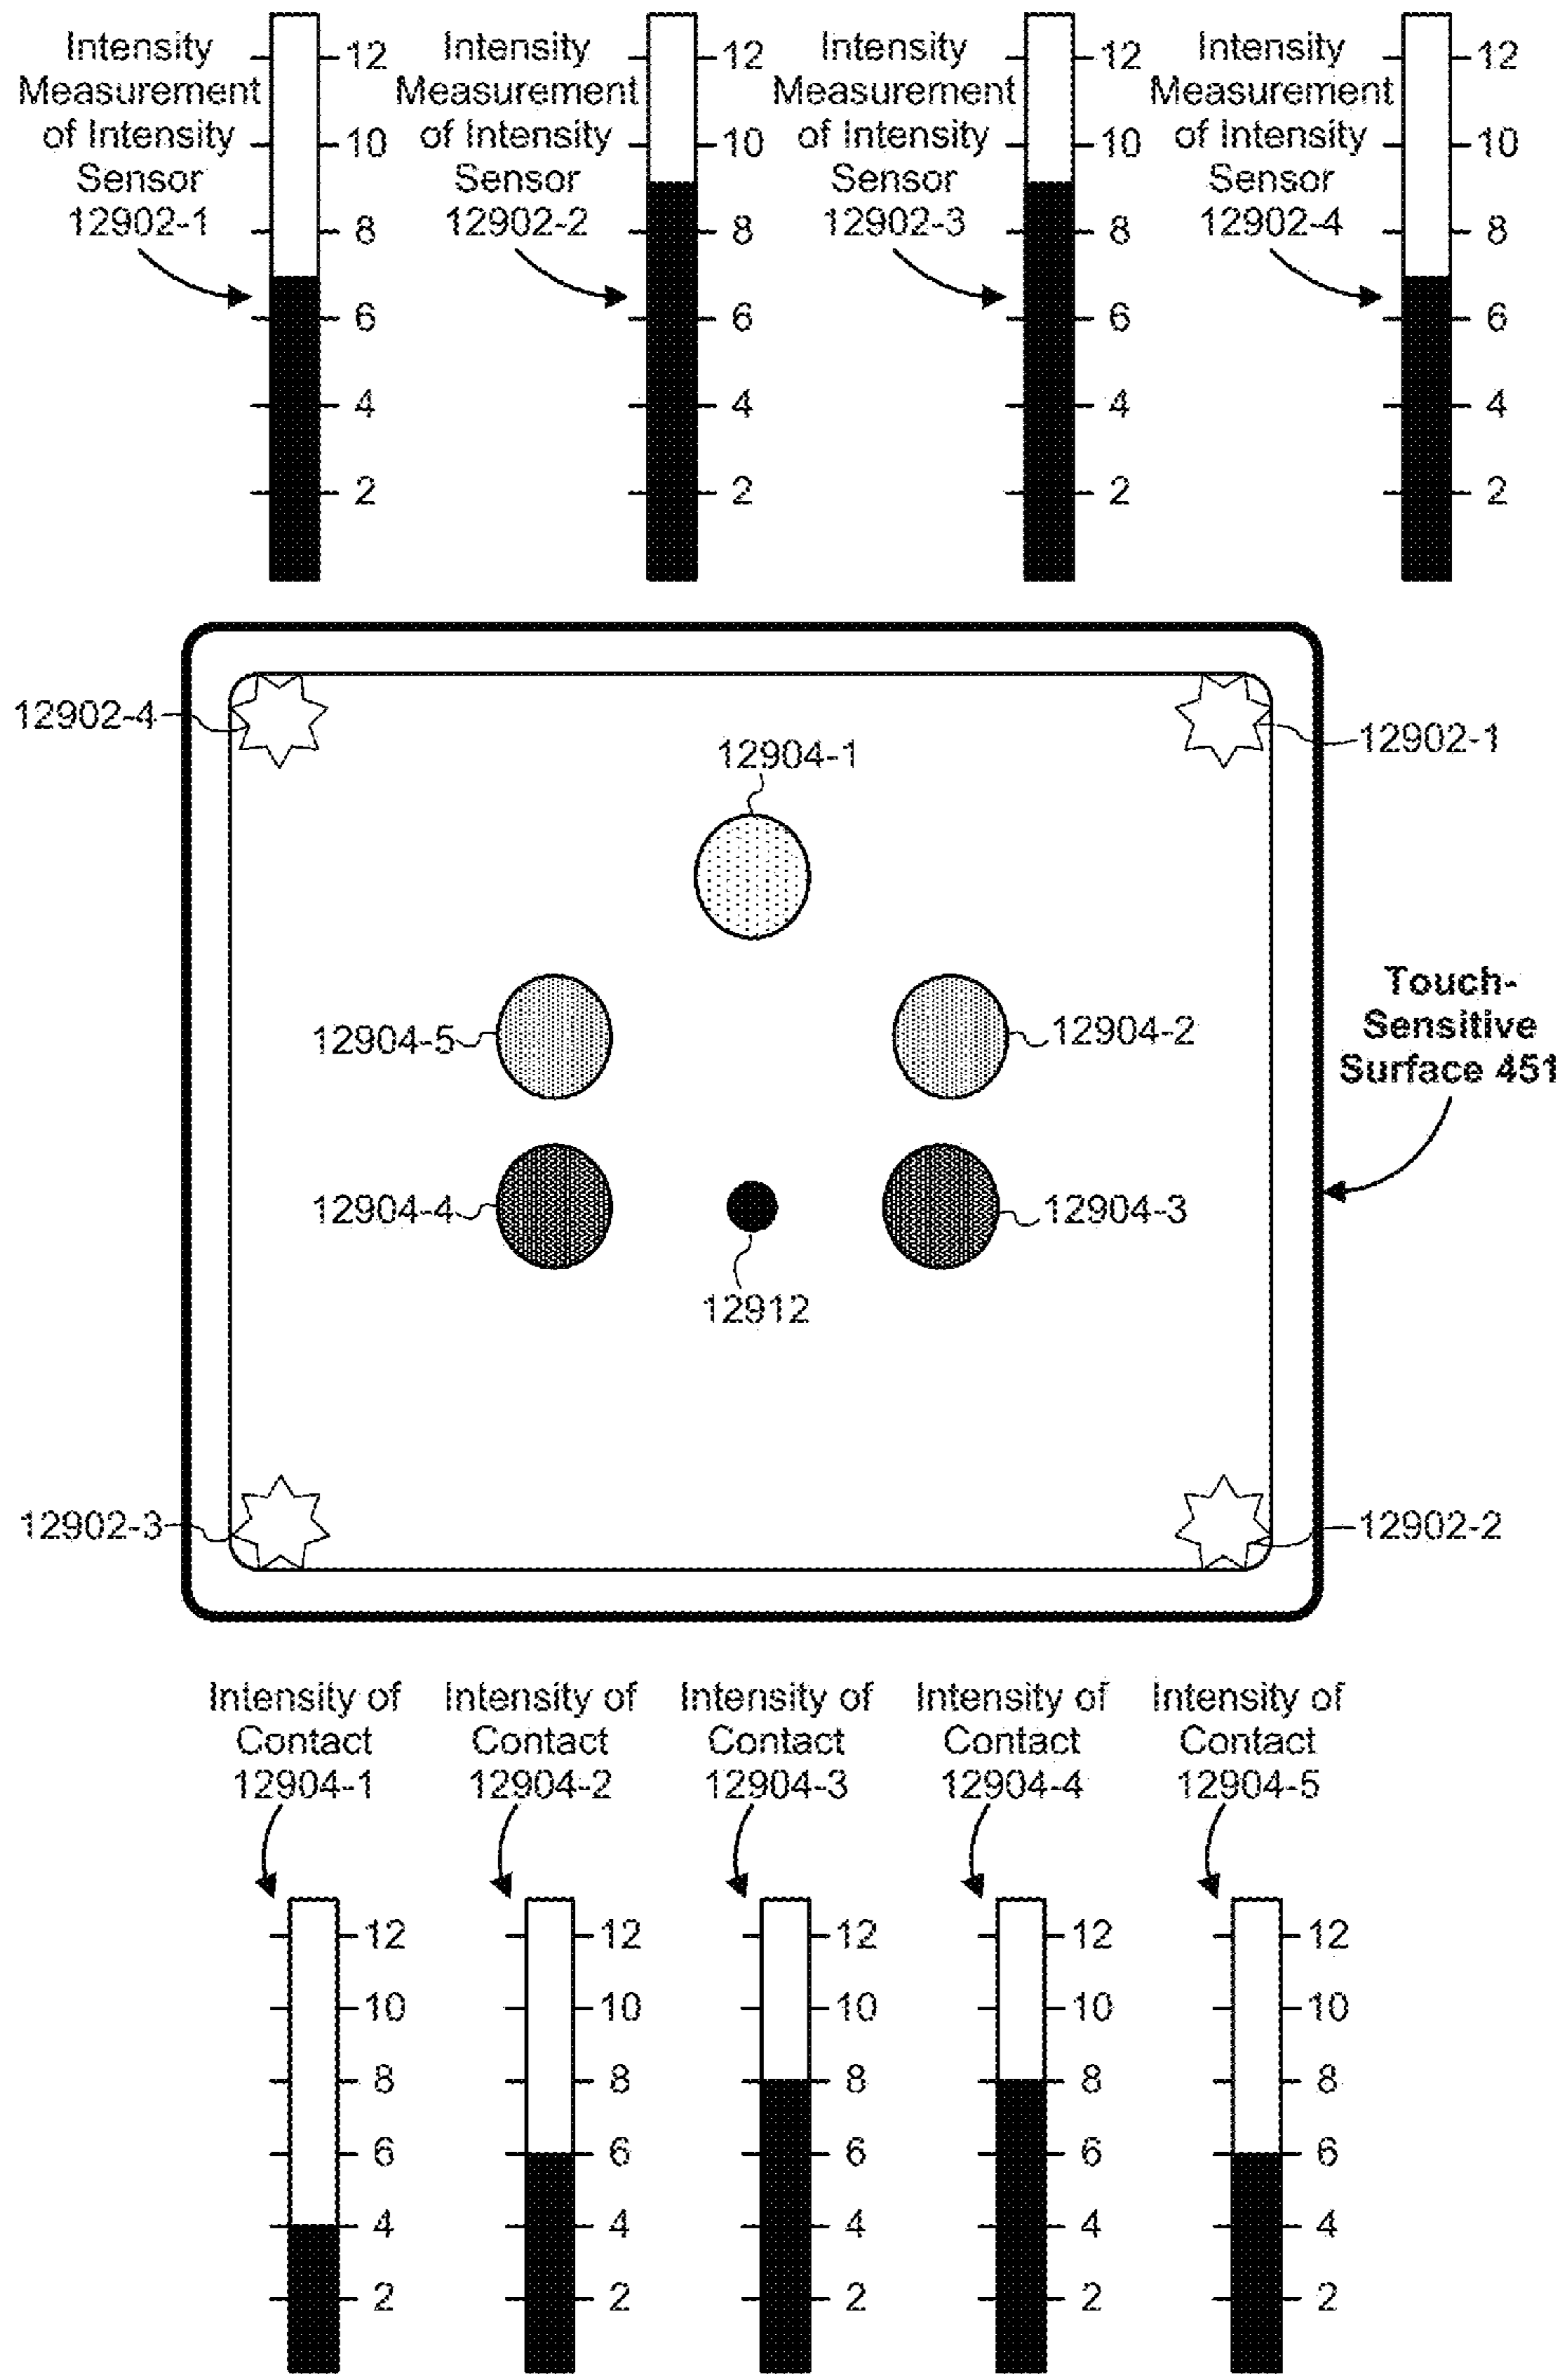 Intensity
Measurement
of Intensity
Sensor
12902-1
12
10
8
6
4
2
Intensity
Measurement
of Intensity
Sensor
12902-2
12
10
8
6
4
2
Intensity
Measurement
of Intensity
Sensor
12902-3
12
10
8
6
4
2
Intensity
Measurement
of Intensity
Sensor
12902-4
12
10
8
6
4
2
12902-4
12902-1
12904-1
12904-5
12904-2
Touch-
Sensitive
Surface 451
12904-4
12904-3
12912
12902-3
12902-2
Intensity of
Contact
12904-1
12
10
8
6
4
2
Intensity of
Contact
12904-2
12
10
8
6
4
2
Intensity of
Contact
12904-3
12
10
8
6
4
2
Intensity of
Contact
12904-4
12
10
8
6
4
2
Intensity of
Contact
12904-5
12
10
8
6
4
2